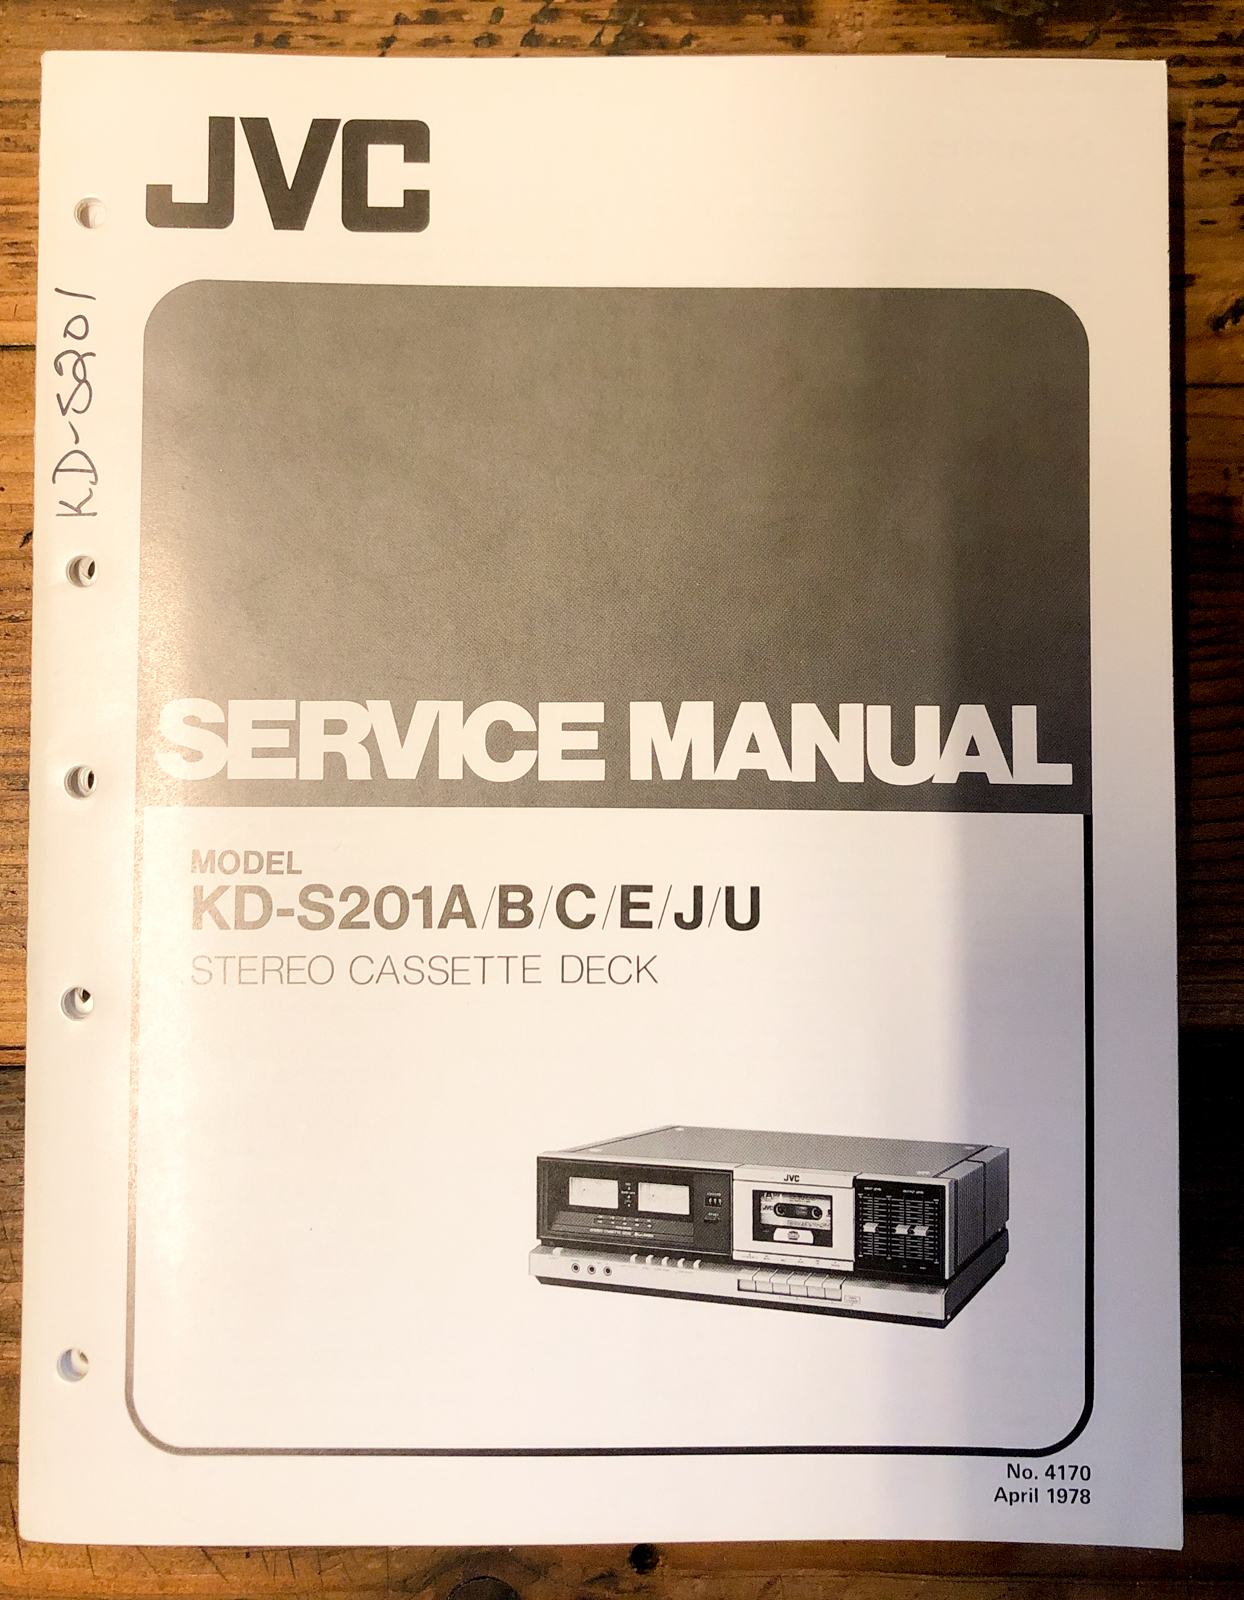 JVC
KD-S201
SERVICE MANUAL
MODEL
KD-S201A/B/C/E/J/U
STEREO CASSETTE DECK
JVC
No. 4170
April 1978